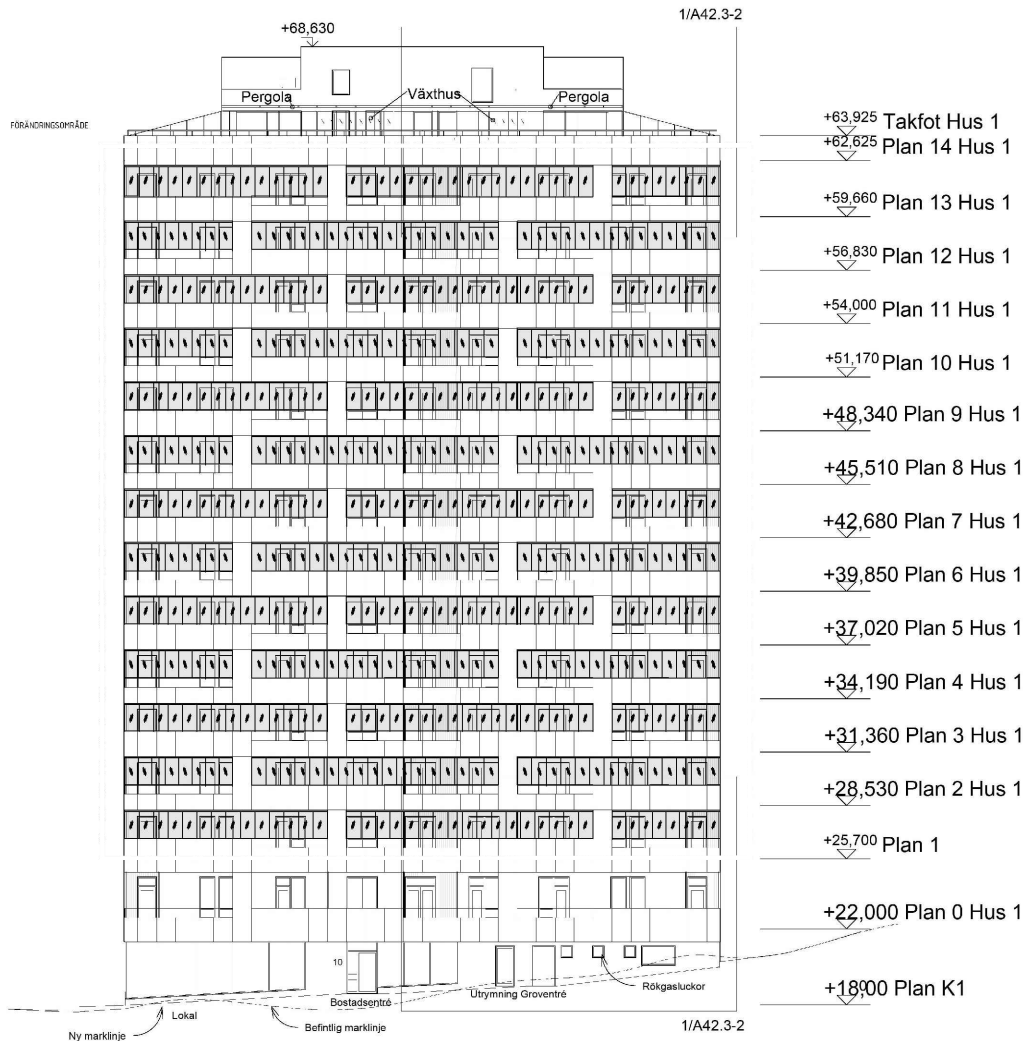 1/A42.3-2
+68,630
Pergola
Växthus
Pergola
FÖRÄNDRINGSOMRÅDE
+63,925 Takfot Hus 1
+62,625 Plan 14 Hus 1
+59,660 Plan 13 Hus 1
+56,830 Plan 12 Hus 1
+54,000 Plan 11 Hus 1
+51,170 Plan 10 Hus 1
+48,340 Plan 9 Hus 1
+45,510 Plan 8 Hus 1
+42,680 Plan 7 Hus 1
+39,850 Plan 6 Hus 1
+37,020 Plan 5 Hus 1
+34,190 Plan 4 Hus 1
+31,360 Plan 3 Hus 1
+28,530 Plan 2 Hus 1
+25,700 Plan 1
+22,000 Plan 0 Hus 1
10
Rökgasluckor
Utrymning Groventré
Bostadsentré
Plan K1
Lokal
Befintlig marklinje
Ny marklinje
1/A42.3-2